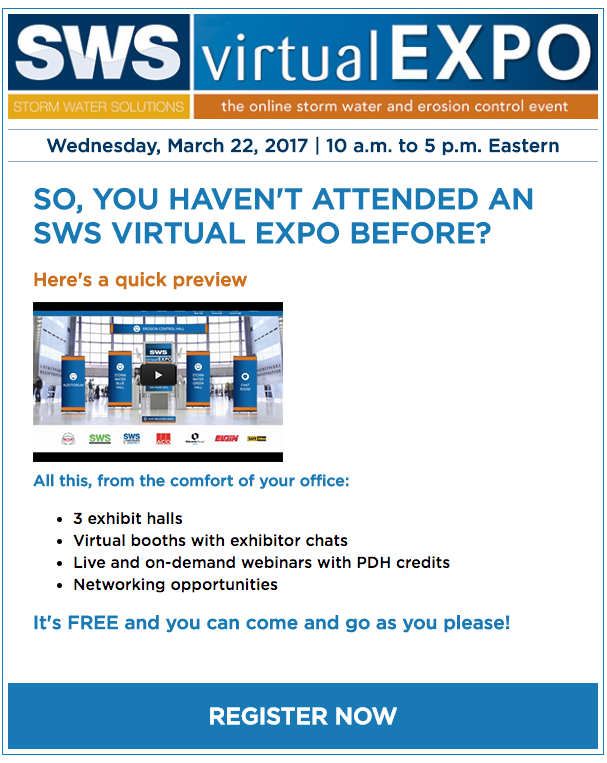 SWS virtual EXPO
STORM WATER SOLUTIONS the online storm water and erosion control event
Wednesday, March 22, 2017 | 10 a.m. to 5 p.m. Eastern
SO, YOU HAVEN'T ATTENDED AN
SWS VIRTUAL EXPO BEFORE?
Here's a quick preview
EROSION CONTROL HALL
SWS
virtualEXPO
AUDITORIUM
STORM
WATER
BLUE
HALL
STORM
WATER
GREEN
HALL
CHAT
ROOM
SWS
SWS
ELGIN
All this, from the comfort of your office:
• 3 exhibit halls
• Virtual booths with exhibitor chats
• Live and on-demand webinars with PDH credits
• Networking opportunities
It's FREE and you can come and go as you please!
REGISTER NOW